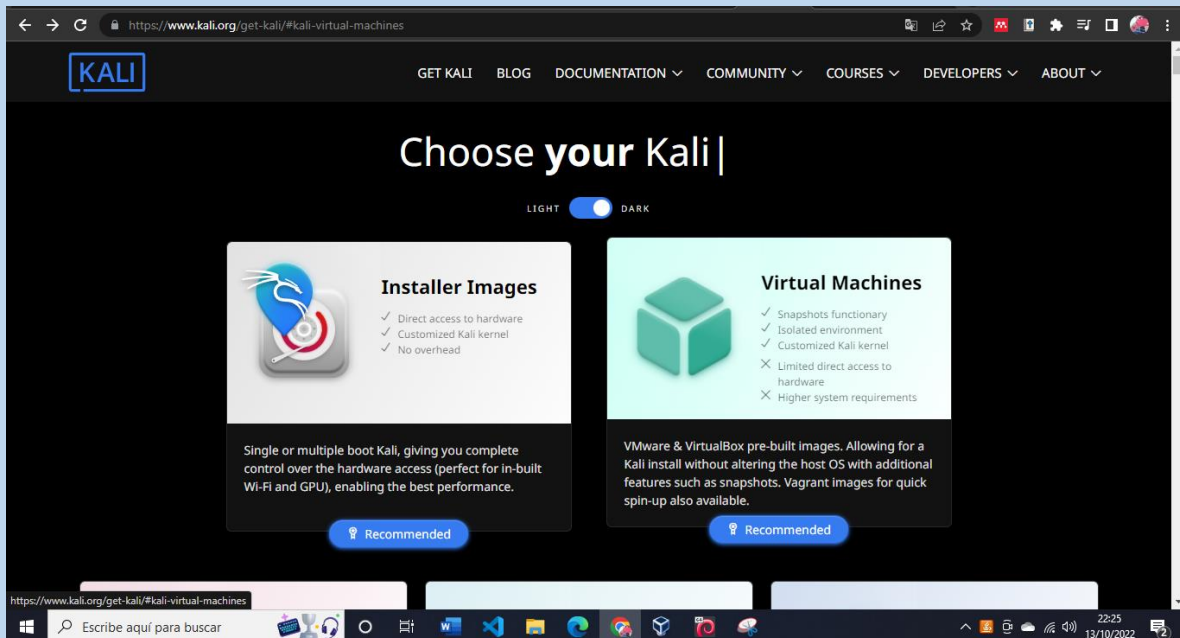 https://www.kali.org/get-kali/#kali-virtual-machines
KALI
GET KALI BLOG DOCUMENTATION COMMUNITY COURSES DEVELOPERS ABOUT
Choose your Kali|
LIGHT DARK
Installer Images
Direct access to hardware
Customized Kali kernel
No overhead
Single or multiple boot Kali, giving you complete
control over the hardware access (perfect for in-built
Wi-Fi and GPU), enabling the best performance.
Recommended
Virtual Machines
Snapshots functionary
Isolated environment
Customized Kali kernel
Limited direct access to
hardware
Higher system requirements
VMware & VirtualBox pre-built images. Allowing for a
Kali install without altering the host OS with additional
features such as snapshots. Vagrant images for quick
spin-up also available.
Recommended
https://www.kali.org/get-kali/#kali-virtual-machines
Escribe aquí para buscar
22:25
13/10/2022
2